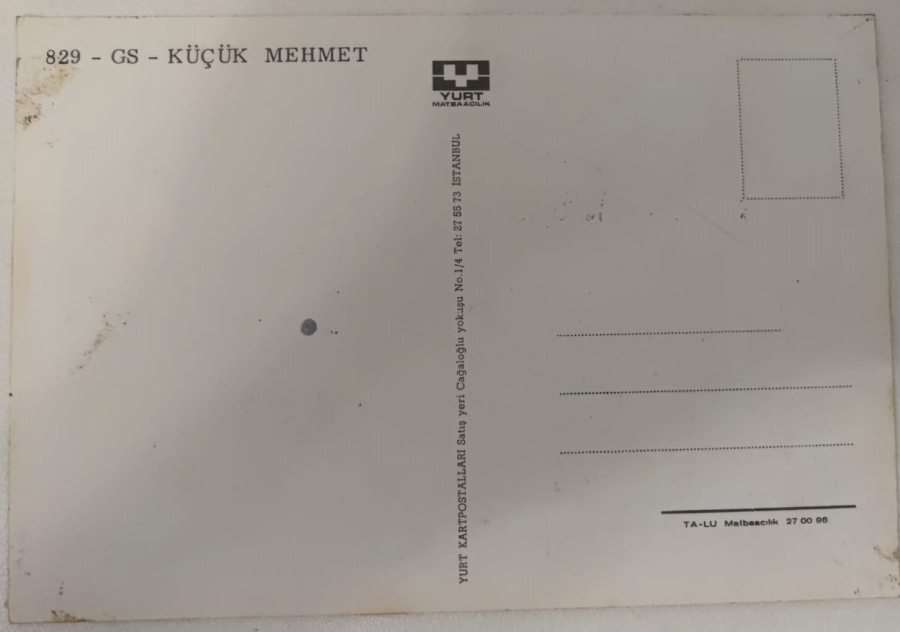 829 - GS - KÜÇÜK MEHMET
YURT
MATBAACILIK
YURT KARTPOSTALLARI Satış yeri Cağaloğlu yokuşu No.1/4 Tel: 27 55 73 İSTANBUL
TA-LU Matbaacılık 27 00 96